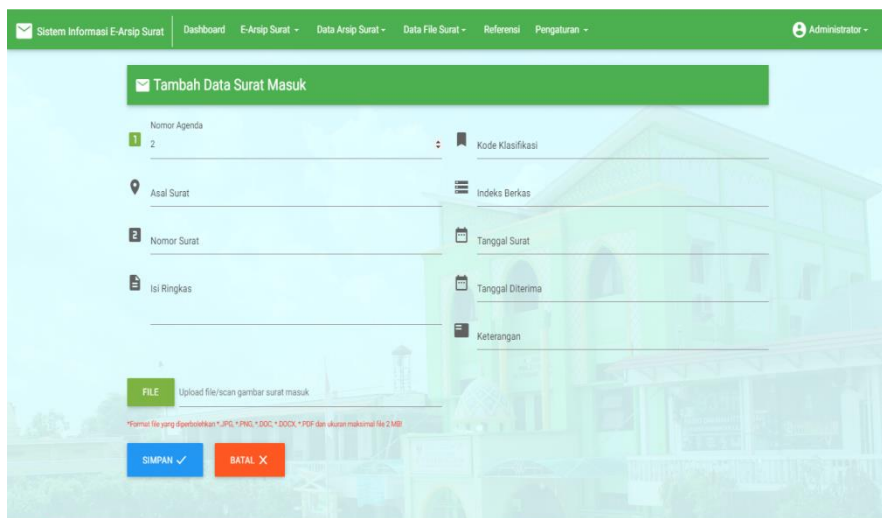 Sistem Informasi E-Arsip Surat Dashboard E-Arsip Surat Data Arsip Surat Data File Surat Referensi Pengaturan Administrator
Tambah Data Surat Masuk
Nomor Agenda
2
Kode Klasifikasi
Asal Surat
Indeks Berkas
Nomor Surat
Tanggal Surat
Isi Ringkas
Tanggal Diterima
Keterangan
FILE Upload file/scan gambar surat masuk
*Format file yang diperbolehkan *.JPG, *.PNG, *.DOC, *.DOCX, *.PDF dan ukuran maksimal file 2 MB!
SIMPAN BATAL